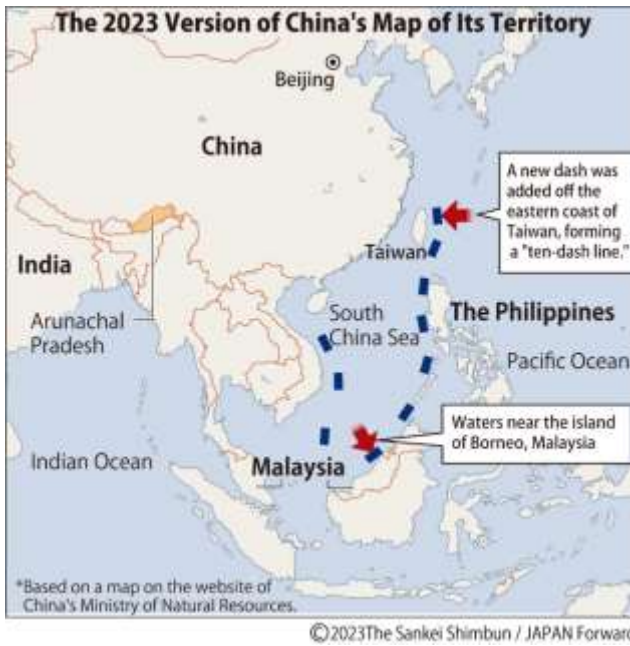 The 2023 Version of China's Map of Its Territory
Beijing
China
A new dash was
added off the
eastern coast of
Taiwan, forming
a "ten-dash line."
Taiwan
India
South
China Sea
The Philippines
Arunachal
Pradesh
Pacific Ocean
Waters near the island
of Borneo, Malaysia
Indian Ocean
Malaysia
*Based on a map on the website of
China's Ministry of Natural Resources.
©2023The Sankei Shimbun / JAPAN Forward